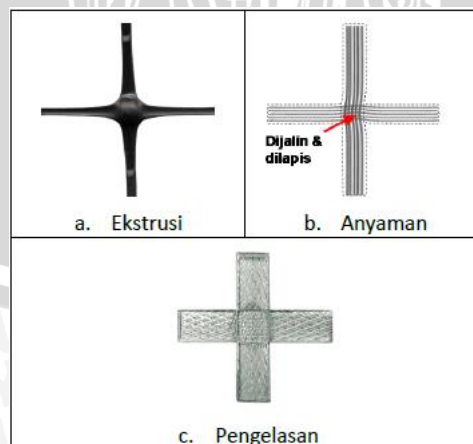 a. Ekstrusi
Dijalin &
dilapis
b. Anyaman
c. Pengelasan